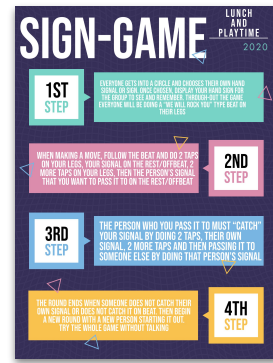 SIGN-GAME
LUNCH
AND
PLAYTIME
2020
1ST
STEP
EVERYONE GETS INTO A CIRCLE AND CHOOSES THEIR OWN HAND
SIGNAL OR SIGN. ONCE CHOSEN, DISPLAY YOUR HAND SIGN FOR
THE GROUP TO SEE AND REMEMBER. THROUGH-OUT THE GAME
EVERYONE WILL BE DOING A "WE WILL ROCK YOU" TYPE BEAT ON
THEIR LEGS
WHEN MAKING A MOVE, FOLLOW THE BEAT AND DO 2 TAPS
ON YOUR LEGS, YOUR SIGNAL ON THE REST/OFFBEAT, 2
MORE TAPS ON YOUR LEGS, THEN THE PERSON'S SIGNAL
THAT YOU WANT TO PASS IT TO ON THE REST/OFFBEAT
2ND
STEP
3RD
STEP
THE PERSON WHO YOU PASS IT TO MUST "CATCH"
YOUR SIGNAL BY DOING 2 TAPS, THEIR OWN
SIGNAL, 2 MORE TAPS AND THEN PASSING IT TO
SOMEONE ELSE BY DOING THAT PERSON'S SIGNAL
THE ROUND ENDS WHEN SOMEONE DOES NOT CATCH THEIR
OWN SIGNAL OR DOES NOT CATCH IT ON BEAT, THEN BEGIN
A NEW ROUND WITH A NEW PERSON STARTING IT OUT.
TRY THE WHOLE GAME WITHOUT TALKING
4TH
STEP